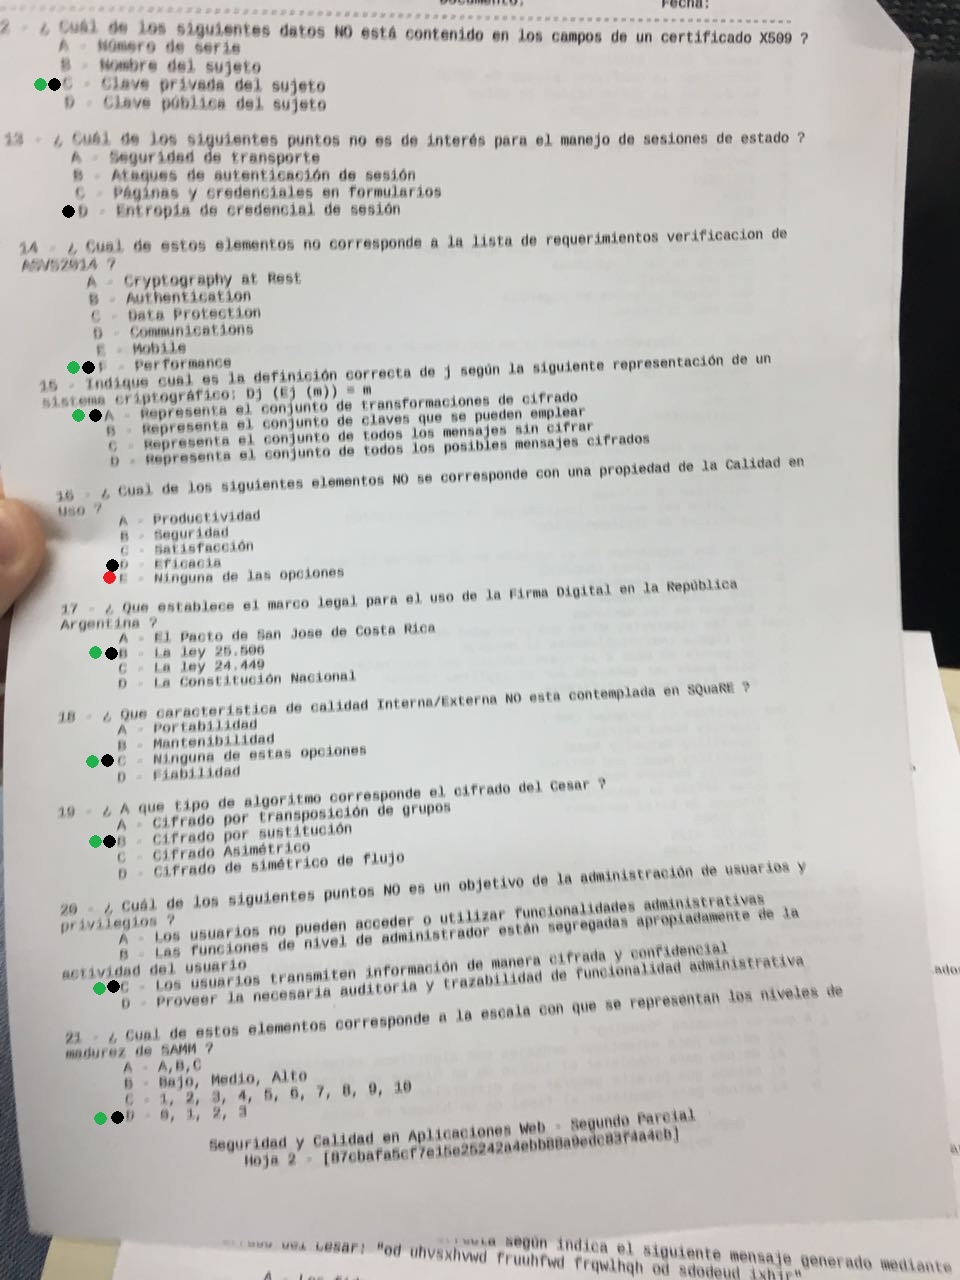 Documento: Fecha:
2 - ¿ Cuál de los siguientes datos NO está contenido en los campos de un certificado X509 ?
A - Número de serie
B - Nombre del sujeto
C - Clave privada del sujeto
D - Clave pública del sujeto
13 - ¿ Cuál de los siguientes puntos no es de interés para el manejo de sesiones de estado ?
A - Seguridad de transporte
B - Ataques de autenticación de sesión
C - Páginas y credenciales en formularios
D - Entropía de credencial de sesión
14 - ¿ Cual de estos elementos no corresponde a la lista de requerimientos verificacion de
ASVS2014 ?
A - Cryptography at Rest
B - Authentication
C - Data Protection
D - Communications
E - Mobile
F - Performance
15 - Indique cual es la definición correcta de j según la siguiente representación de un
sistema criptográfico: Dj (Ej (m)) = m
A - Representa el conjunto de transformaciones de cifrado
B - Representa el conjunto de claves que se pueden emplear
C - Representa el conjunto de todos los mensajes sin cifrar
D - Representa el conjunto de todos los posibles mensajes cifrados
16 - ¿ Cual de los siguientes elementos NO se corresponde con una propiedad de la Calidad en
Uso ?
A - Productividad
B - Seguridad
C - Satisfacción
D - Eficacia
E - Ninguna de las opciones
17 - ¿ Que establece el marco legal para el uso de la Firma Digital en la República
Argentina ?
A - El Pacto de San Jose de Costa Rica
B - La ley 25.506
C - La ley 24.449
D - La Constitución Nacional
18 - ¿ Que característica de calidad Interna/Externa NO esta contemplada en SQuaRE ?
A - Portabilidad
B - Mantenibilidad
C - Ninguna de estas opciones
D - Fiabilidad
19 - ¿ A que tipo de algoritmo corresponde el cifrado del Cesar ?
A - Cifrado por transposición de grupos
B - Cifrado por sustitución
C - Cifrado Asimétrico
D - Cifrado de simétrico de flujo
20 - ¿ Cuál de los siguientes puntos NO es un objetivo de la administración de usuarios y
privilegios ?
A - Los usuarios no pueden acceder o utilizar funcionalidades administrativas
B - Las funciones de nivel de administrador están segregadas apropiadamente de la
actividad del usuario
C - Los usuarios transmiten información de manera cifrada y confidencial
D - Proveer la necesaria auditoria y trazabilidad de funcionalidad administrativa
21 - ¿ Cual de estos elementos corresponde a la escala con que se representan los niveles de
madurez de SAMM ?
A - A,B,C
B - Bajo, Medio, Alto
C - 1, 2, 3, 4, 5, 6, 7, 8, 9, 10
D - 0, 1, 2, 3
Seguridad y Calidad en Aplicaciones Web - Segundo Parcial
Hoja 2 - [87cbafa5cf7e15e25242a4ebb88a9edc83f4a4cb]
según indica el siguiente mensaje generado mediante
del Cesar: "od uhvsxhvwd fruuhfwd frqwlhqh od sdodeud ixhjr"